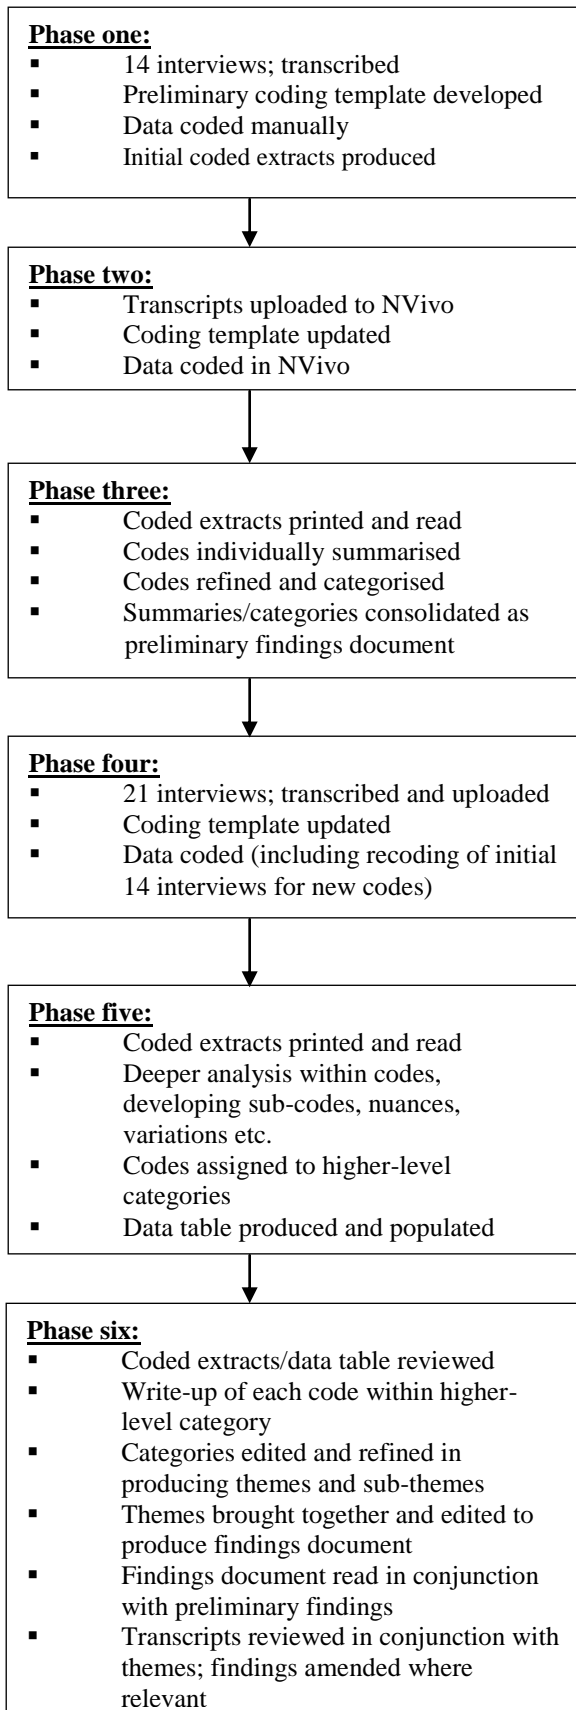 Phase one:
▪ 14 interviews; transcribed
▪ Preliminary coding template developed
▪ Data coded manually
▪ Initial coded extracts produced
Phase two:
▪ Transcripts uploaded to NVivo
▪ Coding template updated
▪ Data coded in NVivo
Phase three:
▪ Coded extracts printed and read
▪ Codes individually summarised
▪ Codes refined and categorised
▪ Summaries/categories consolidated as
preliminary findings document
Phase four:
▪ 21 interviews; transcribed and uploaded
▪ Coding template updated
▪ Data coded (including recoding of initial
14 interviews for new codes)
Phase five:
▪ Coded extracts printed and read
▪ Deeper analysis within codes,
developing sub-codes, nuances,
variations etc.
▪ Codes assigned to higher-level
categories
▪ Data table produced and populated
Phase six:
▪ Coded extracts/data table reviewed
▪ Write-up of each code within higher-
level category
▪ Categories edited and refined in
producing themes and sub-themes
▪ Themes brought together and edited to
produce findings document
▪ Findings document read in conjunction
with preliminary findings
▪ Transcripts reviewed in conjunction with
themes; findings amended where
relevant